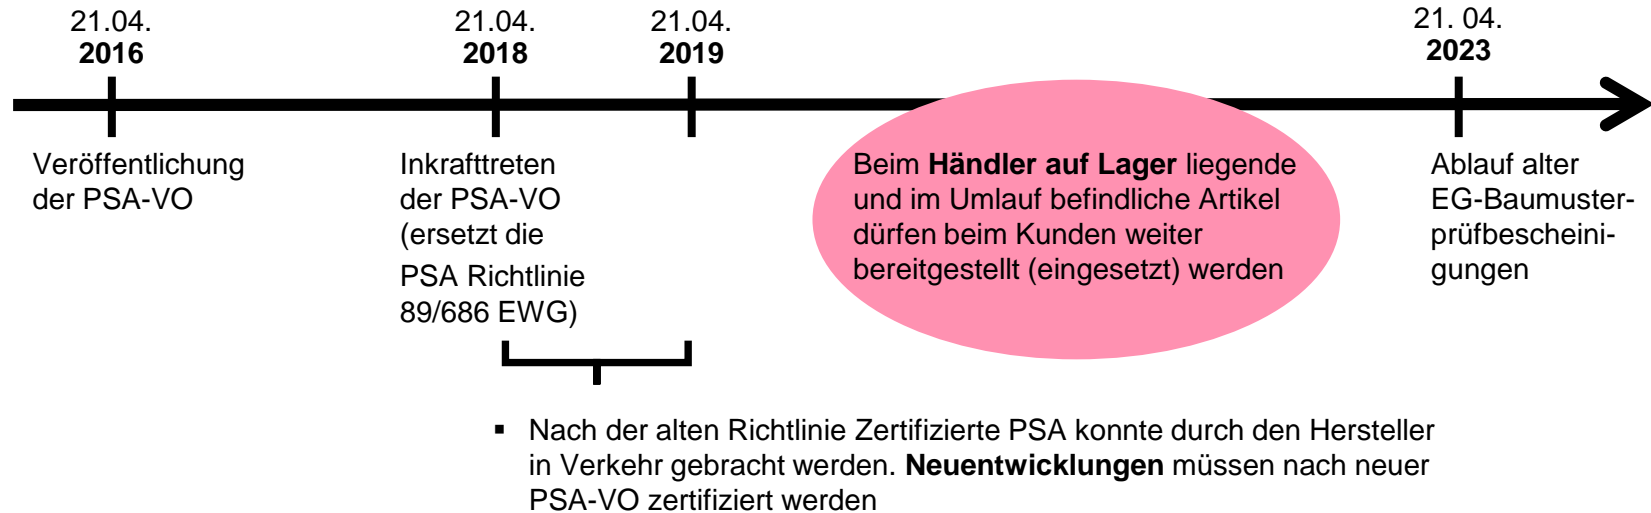 21.04.
2016
21.04.
2018
21.04.
2019
21. 04.
2023
Veröffentlichung
der PSA-VO
Inkrafttreten
der PSA-VO
(ersetzt die
PSA Richtlinie
89/686 EWG)
Beim Händler auf Lager liegende
und im Umlauf befindliche Artikel
dürfen beim Kunden weiter
bereitgestellt (eingesetzt) werden
Ablauf alter
EG-Baumuster-
prüfbescheini-
gungen
▪ Nach der alten Richtlinie Zertifizierte PSA konnte durch den Hersteller
in Verkehr gebracht werden. Neuentwicklungen müssen nach neuer
PSA-VO zertifiziert werden